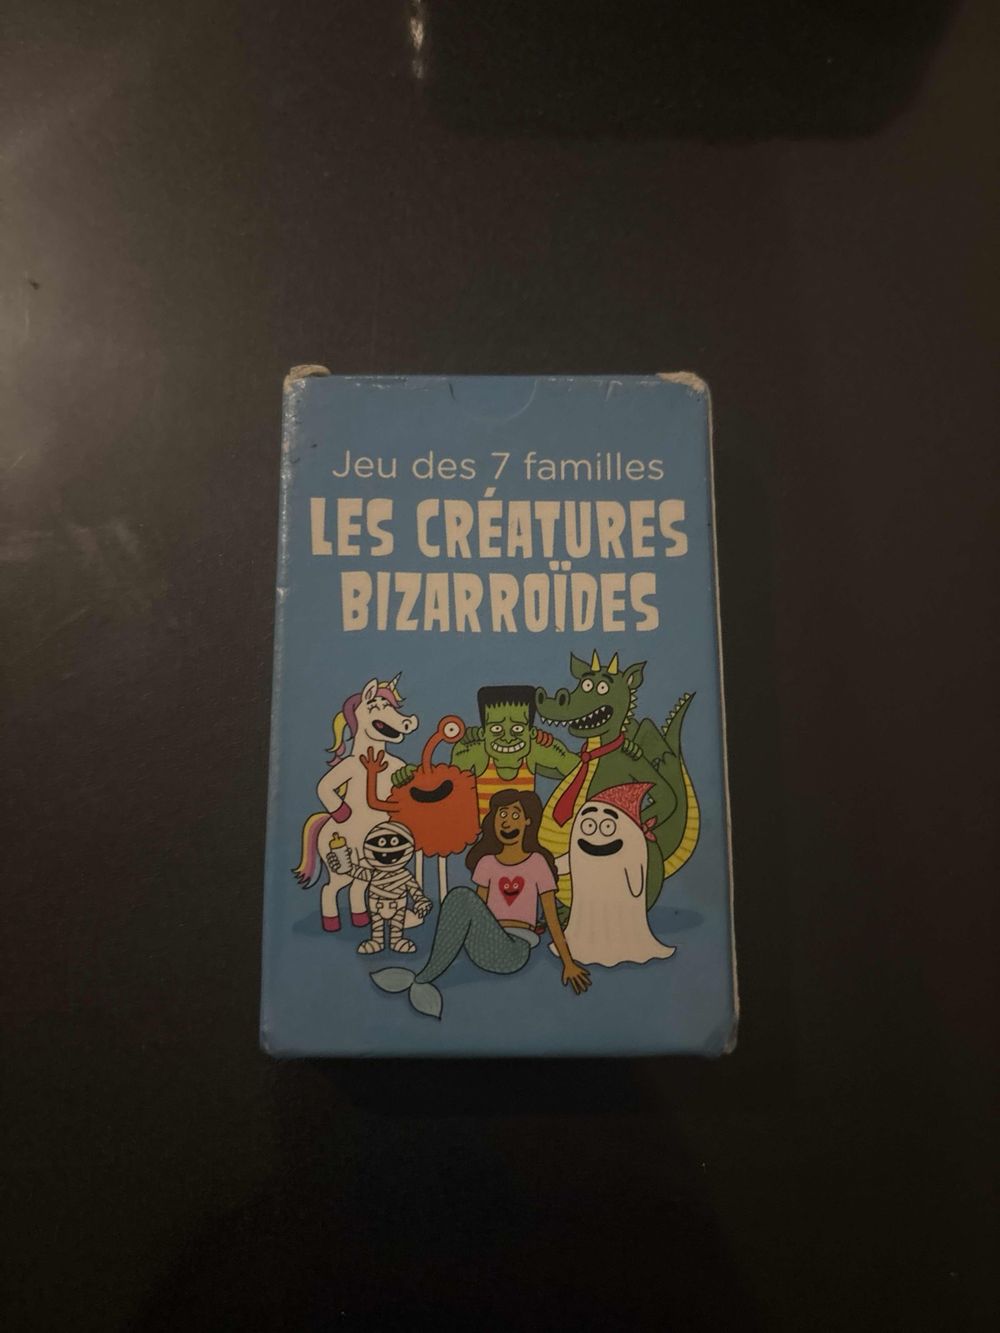 Jeu des 7 familles
LES CRÉATURES
BIZARROÏDES